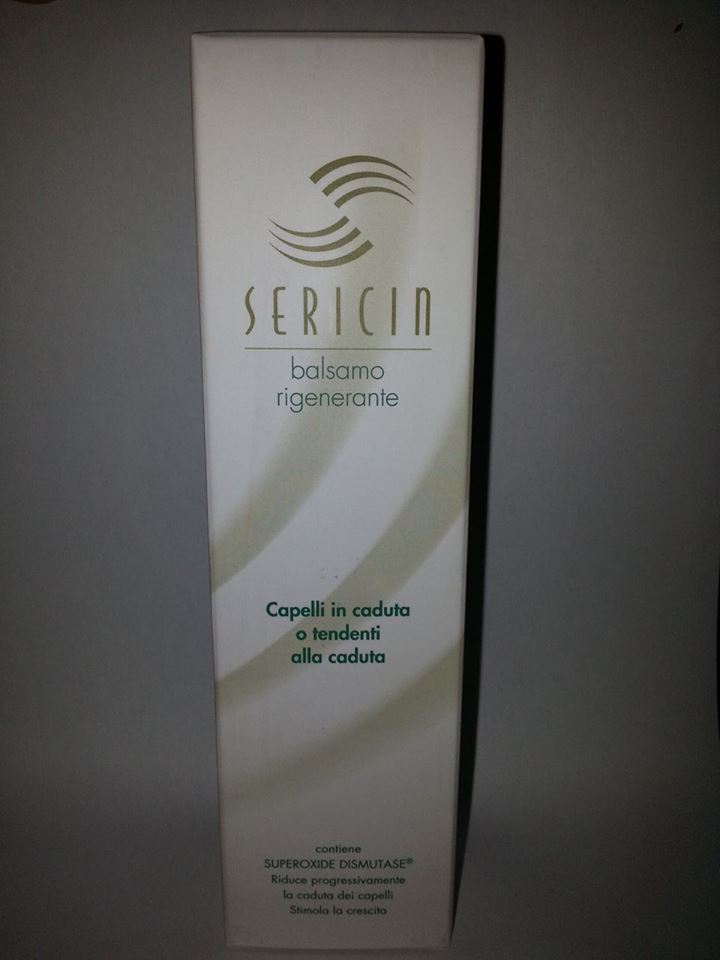 SERICIN
balsamo
rigenerante
Capelli in caduta
o tendenti
alla caduta
contiene
SUPEROXIDE DISMUTASE®
Riduce progressivamente
la caduta dei capelli
Stimola la crescita